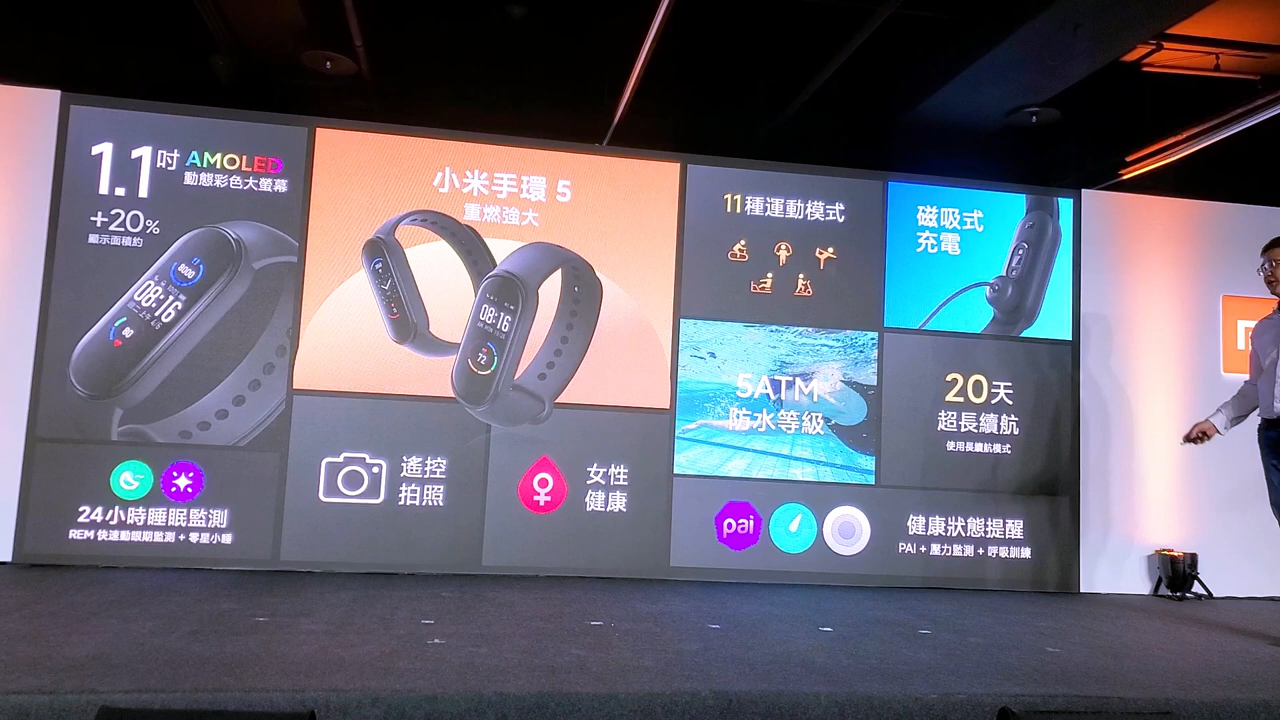 1.1吋 AMOLED
動態彩色大螢幕
+20%
顯示面積約
8000
08:16
80
24小時睡眠監測
REM 快速動眼期監測 + 零星小睡
小米手環 5
重燃強大
08:16
72
遙控
拍照
女性
健康
11種運動模式
磁吸式
充電
5ATM
防水等級
20天
超長續航
使用長續航模式
pai
健康狀態提醒
PAI + 壓力監測 + 呼吸訓練